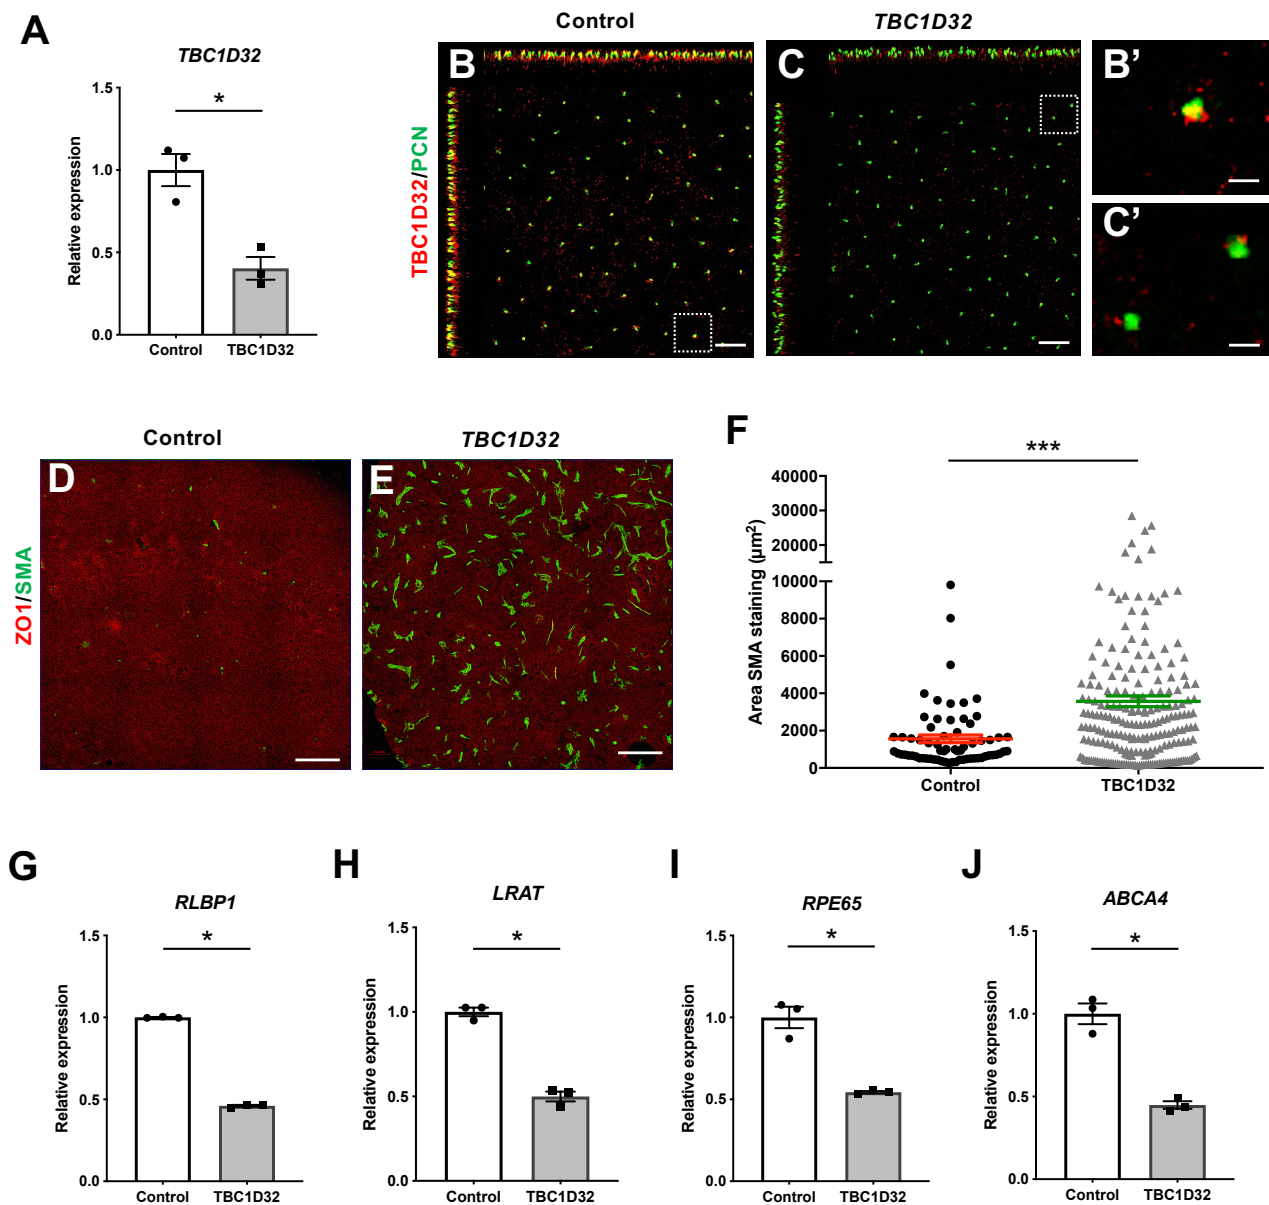 A
TBC1D32
*
Relative expression
1.5
1.0
0.5
0.0
Control
TBC1D32
Control
TBC1D32
TBC1D32/PCN
B
C
B’
C’
Control
TBC1D32
ZO1/SMA
D
E
F
***
Area SMA staining (µm²)
40000
30000
20000
10000
8000
6000
4000
2000
0
Control
TBC1D32
G
RLBP1
*
Relative expression
1.5
1.0
0.5
0.0
Control
TBC1D32
H
LRAT
*
Relative expression
1.5
1.0
0.5
0.0
Control
TBC1D32
I
RPE65
*
Relative expression
1.5
1.0
0.5
0.0
Control
TBC1D32
J
ABCA4
*
Relative expression
1.5
1.0
0.5
0.0
Control
TBC1D32